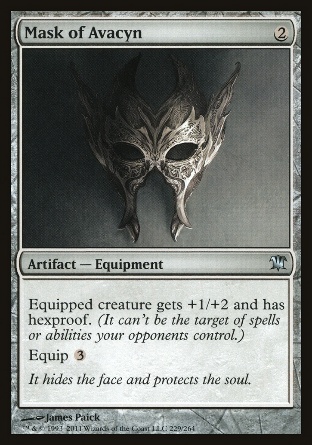 Mask of Avacyn 2
Artifact — Equipment
Equipped creature gets +1/+2 and has
hexproof. (It can't be the target of spells
or abilities your opponents control.)
Equip 3
It hides the face and protects the soul.
James Paick
™ & © 1993–2011 Wizards of the Coast LLC 229/264